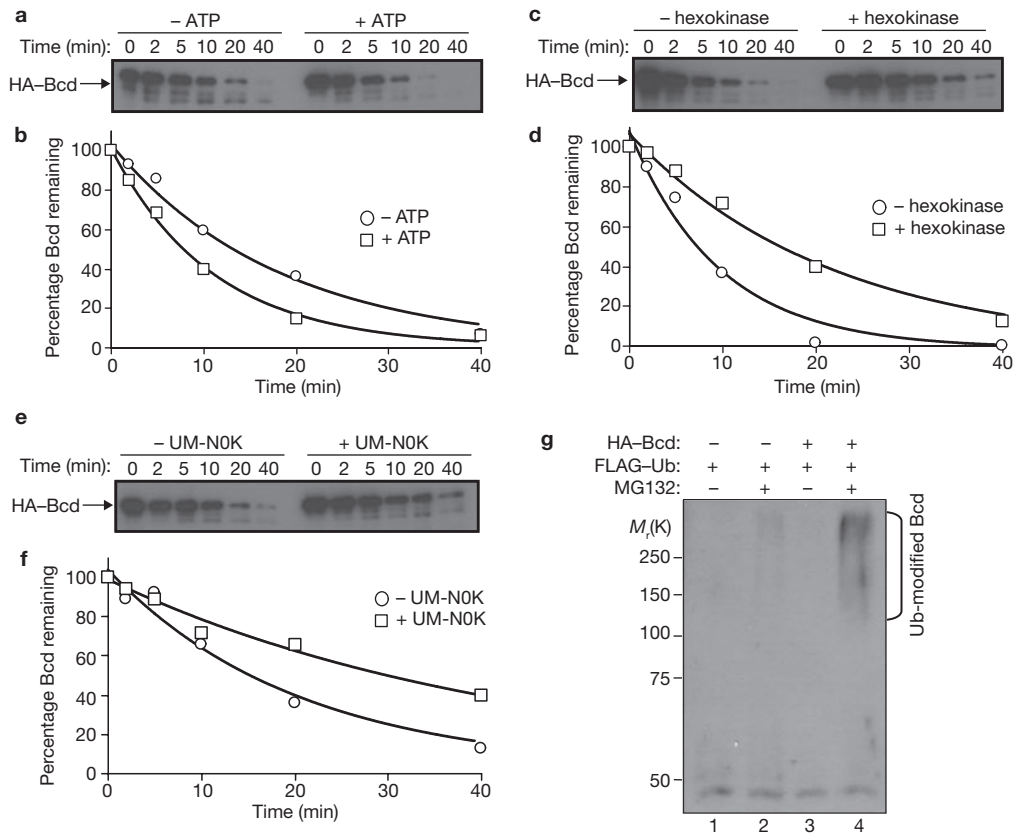 a
– ATP
+ ATP
Time (min): 0 2 5 10 20 40 0 2 5 10 20 40
HA–Bcd
b
Percentage Bcd remaining
100
80
60
40
20
0
– ATP
+ ATP
0 10 20 30 40
Time (min)
c
– hexokinase
+ hexokinase
Time (min): 0 2 5 10 20 40 0 2 5 10 20 40
HA–Bcd
d
Percentage Bcd remaining
100
80
60
40
20
0
– hexokinase
+ hexokinase
0 10 20 30 40
Time (min)
e
– UM-N0K
+ UM-N0K
Time (min): 0 2 5 10 20 40 0 2 5 10 20 40
HA–Bcd
f
Percentage Bcd remaining
100
80
60
40
20
0
– UM-N0K
+ UM-N0K
0 10 20 30 40
Time (min)
g
HA–Bcd: – – + +
FLAG–Ub: + + + +
MG132: – + – +
Mr(K)
250
150
100
75
50
Ub-modified Bcd
1 2 3 4